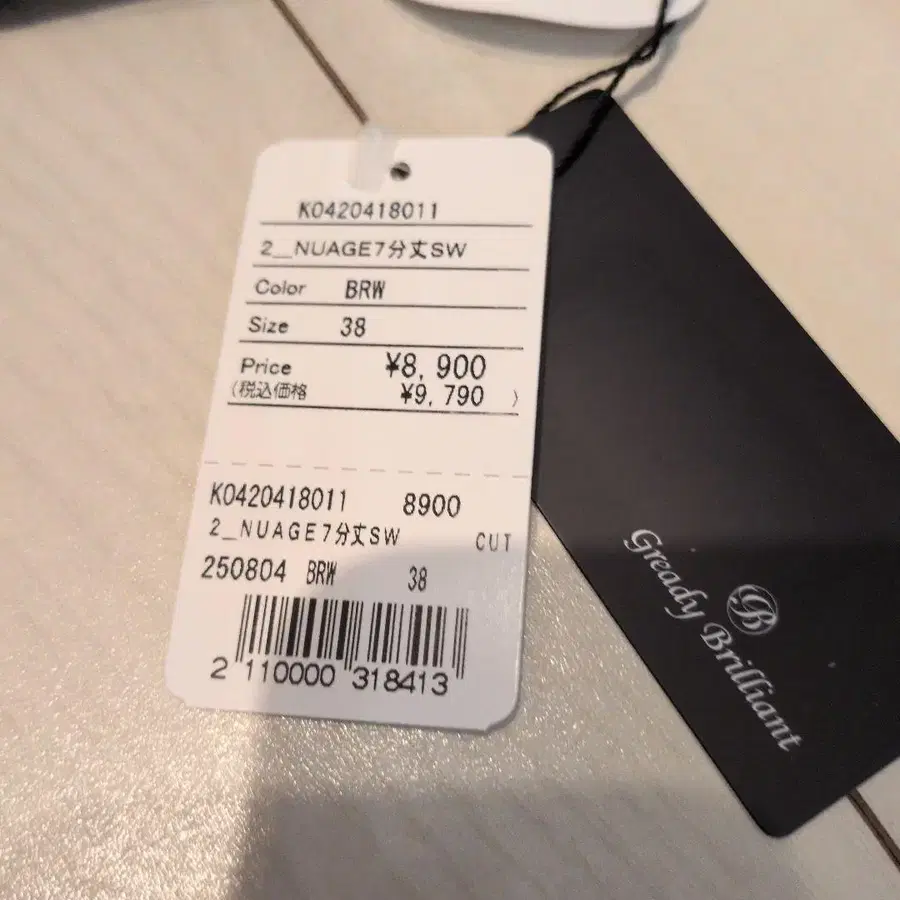 K0420418011
2_NUAGE7分丈SW
Color BRW
Size 38
Price ¥8,900
(税込価格 ¥9,790 )
K0420418011 8900
2_NUAGE7分丈SW CUT
250804 BRW 38
2 110000 318413
B
Gready Brilliant